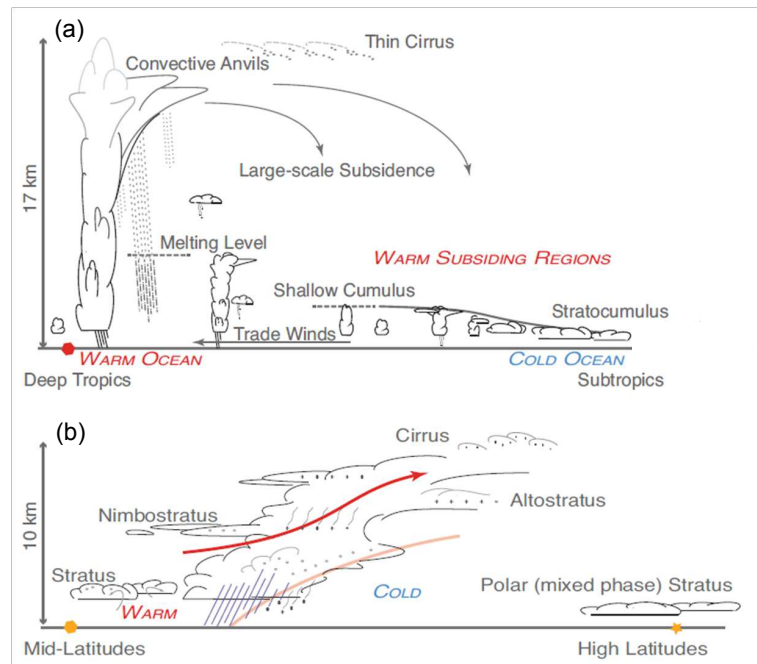 (a)
Thin Cirrus
Convective Anvils
Large-scale Subsidence
17 km
Melting Level
WARM SUBSIDING REGIONS
Shallow Cumulus
Stratocumulus
Trade Winds
WARM OCEAN
COLD OCEAN
Deep Tropics
Subtropics
(b)
Cirrus
Altostratus
Nimbostratus
10 km
Stratus
COLD
Polar (mixed phase) Stratus
WARM
Mid-Latitudes
High Latitudes